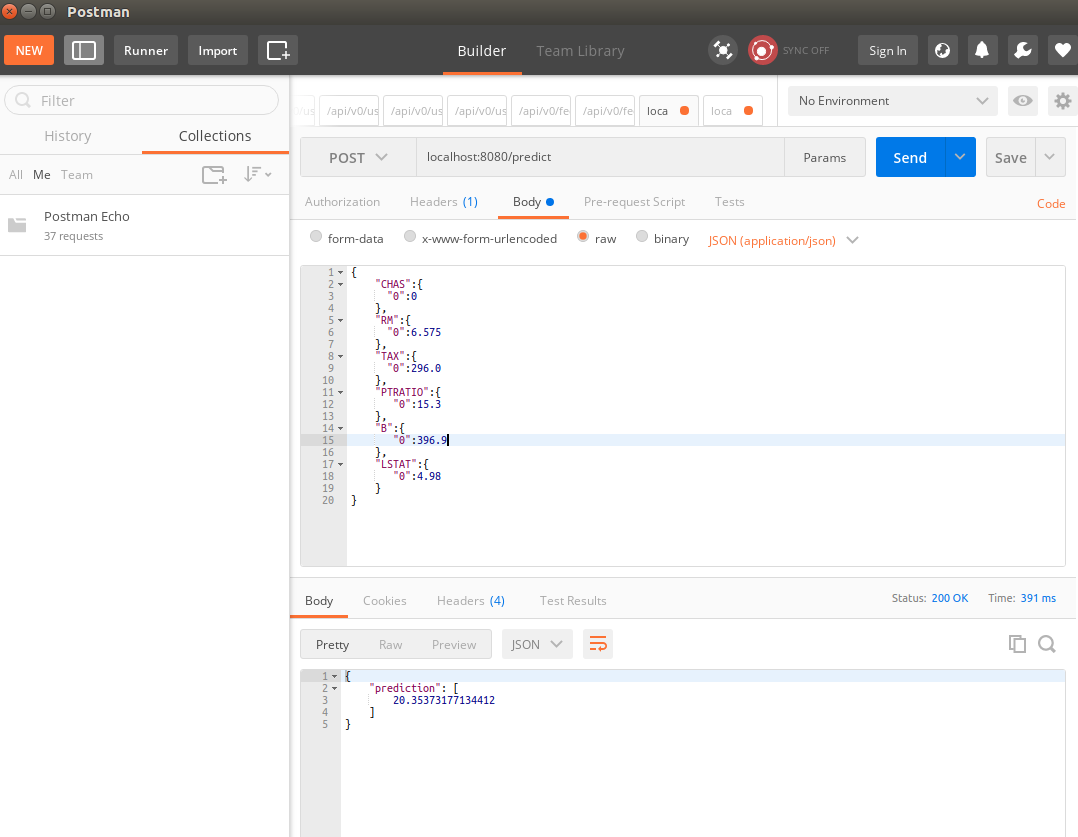 Postman
NEW
Runner
Import
Builder
Team Library
SYNC OFF
Sign In
Filter
History
Collections
All
Me
Team
Postman Echo
37 requests
/us
/api/v0/us
/api/v0/us
/api/v0/us
/api/v0/fe
/api/v0/fe
loca
loca
No Environment
POST
localhost:8080/predict
Params
Send
Save
Authorization
Headers (1)
Body
Pre-request Script
Tests
Code
form-data
x-www-form-urlencoded
raw
binary
JSON (application/json)
1 {
2 "CHAS":{
3 "0":0
4 },
5 "RM":{
6 "0":6.575
7 },
8 "TAX":{
9 "0":296.0
10 },
11 "PTRATIO":{
12 "0":15.3
13 },
14 "B":{
15 "0":396.9
16 },
17 "LSTAT":{
18 "0":4.98
19 }
20 }
Body
Cookies
Headers (4)
Test Results
Status: 200 OK
Time: 391 ms
Pretty
Raw
Preview
JSON
1 {
2 "prediction": [
3 20.35373177134412
4 ]
5 }